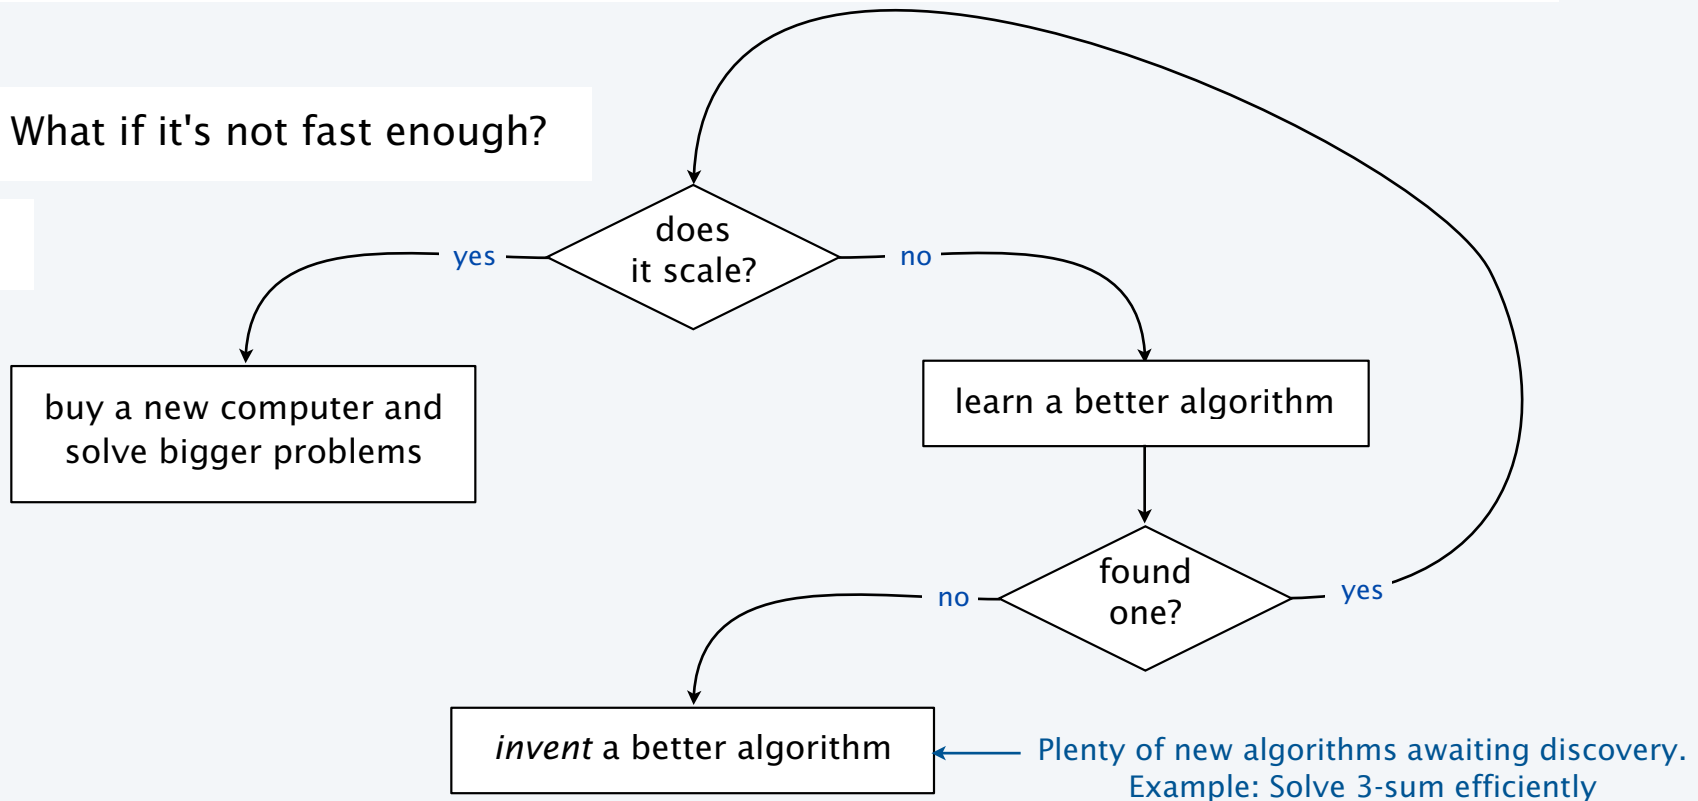 What if it's not fast enough?
does
it scale?
yes
no
buy a new computer and
solve bigger problems
learn a better algorithm
found
one?
no
yes
invent a better algorithm
Plenty of new algorithms awaiting discovery.
Example: Solve 3-sum efficiently